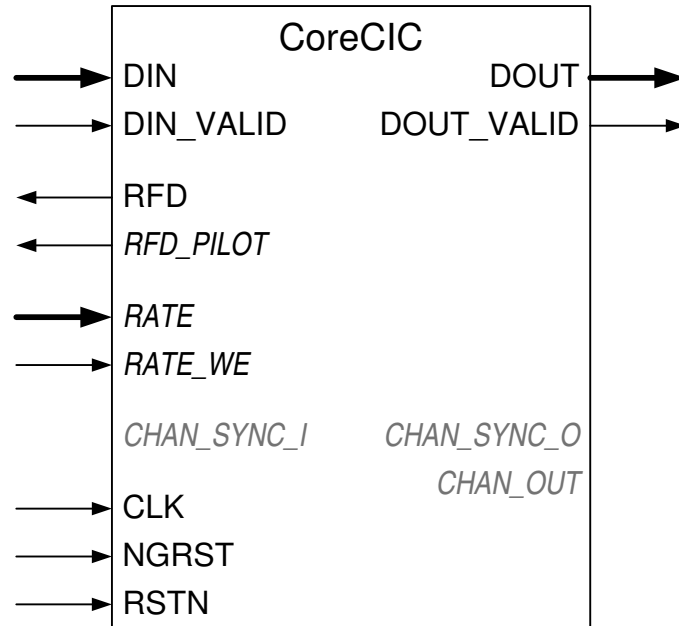 CoreCIC
DIN DOUT
DIN_VALID DOUT_VALID
RFD
RFD_PILOT
RATE
RATE_WE
CHAN_SYNC_I CHAN_SYNC_O
CHAN_OUT
CLK
NGRST
RSTN